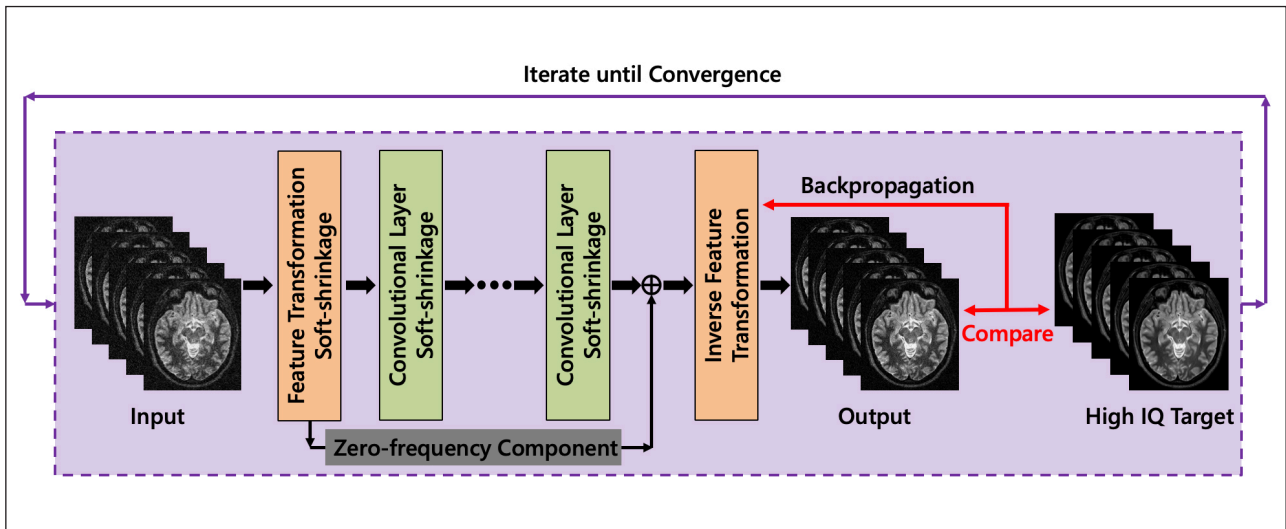 Iterate until Convergence
Input
Feature Transformation
Soft-shrinkage
Convolutional Layer
Soft-shrinkage
Convolutional Layer
Soft-shrinkage
Zero-frequency Component
Inverse Feature
Transformation
Backpropagation
Output
Compare
High IQ Target